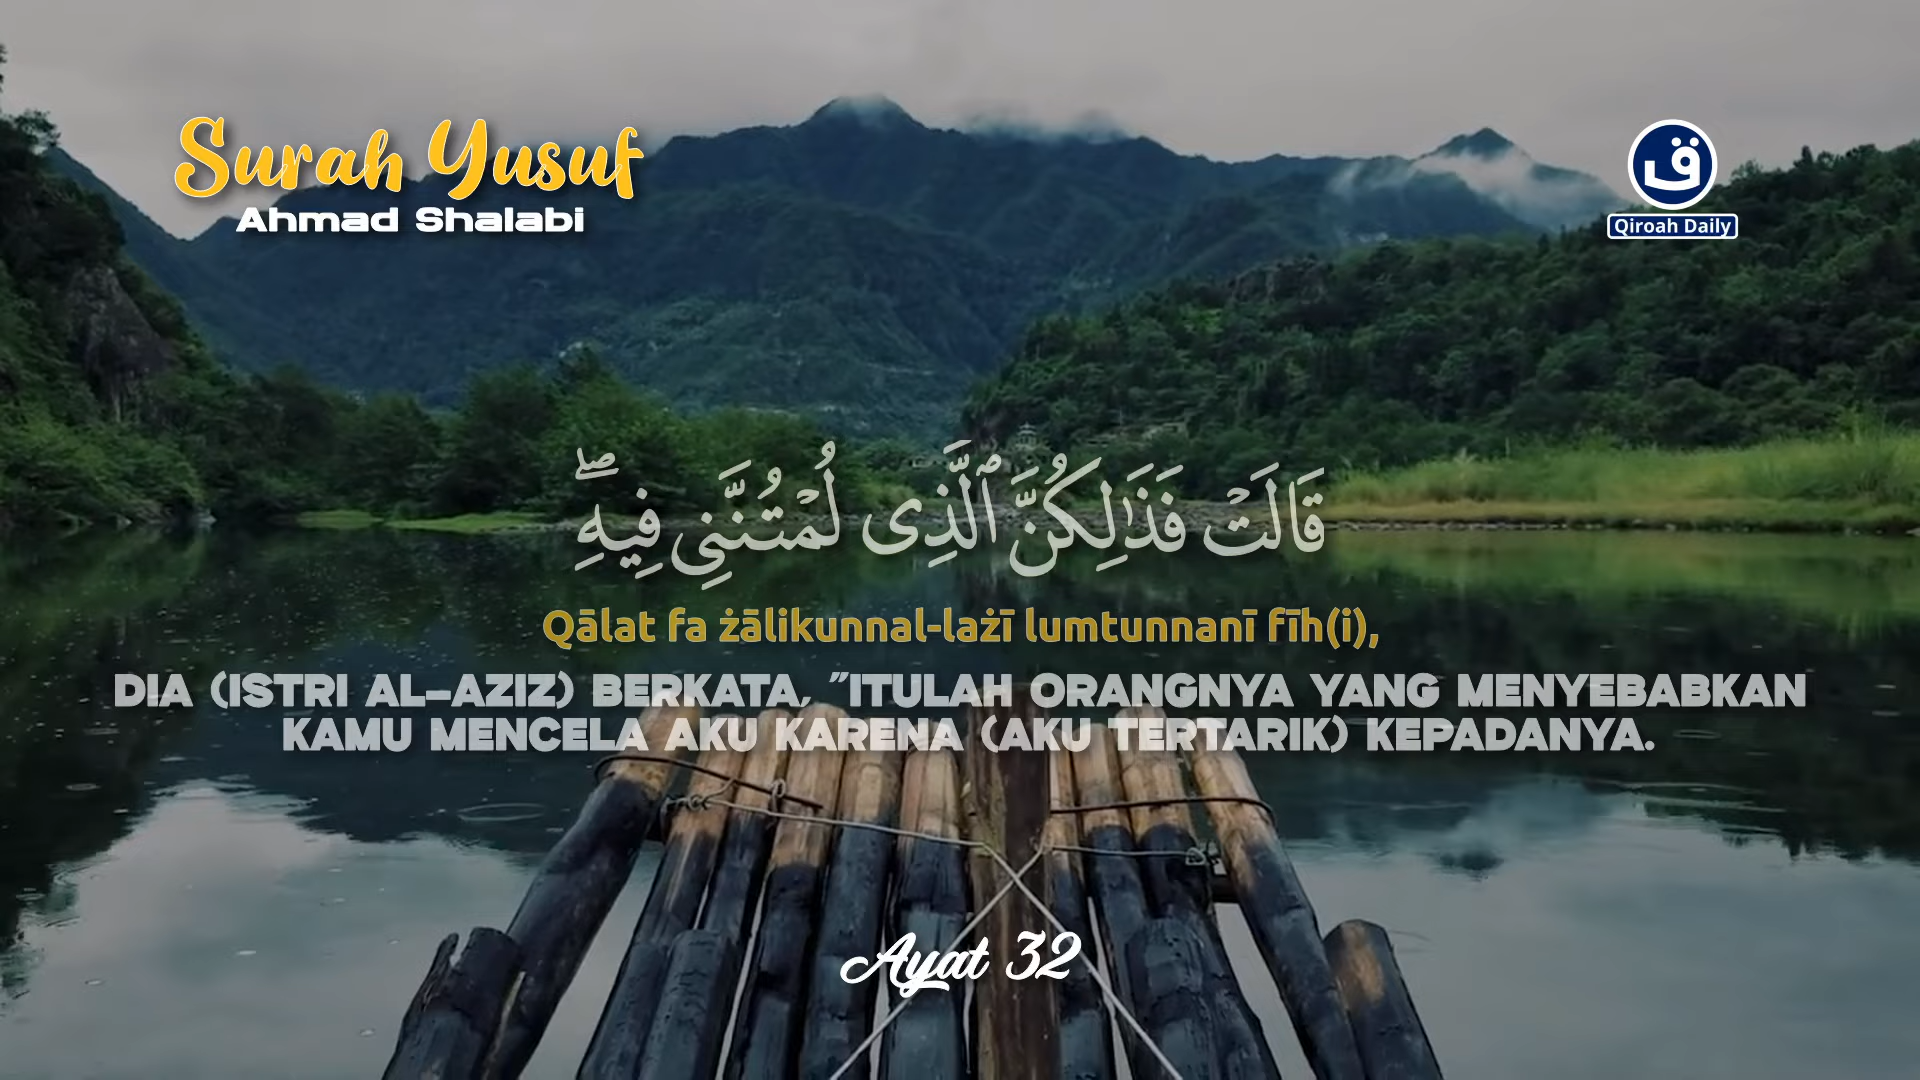 Surah Yusuf
Ahmad Shalabi
ق
Qiroah Daily
قَالَتْ فَذَٰلِكُنَّ ٱلَّذِى لُمْتُنَّنِى فِيهِ ۖ
Qālat fa żālikunnal-lażī lumtunnanī fīh(i),
DIA (ISTRI AL-AZIZ) BERKATA, "ITULAH ORANGNYA YANG MENYEBABKAN
KAMU MENCELA AKU KARENA (AKU TERTARIK) KEPADANYA.
Ayat 32